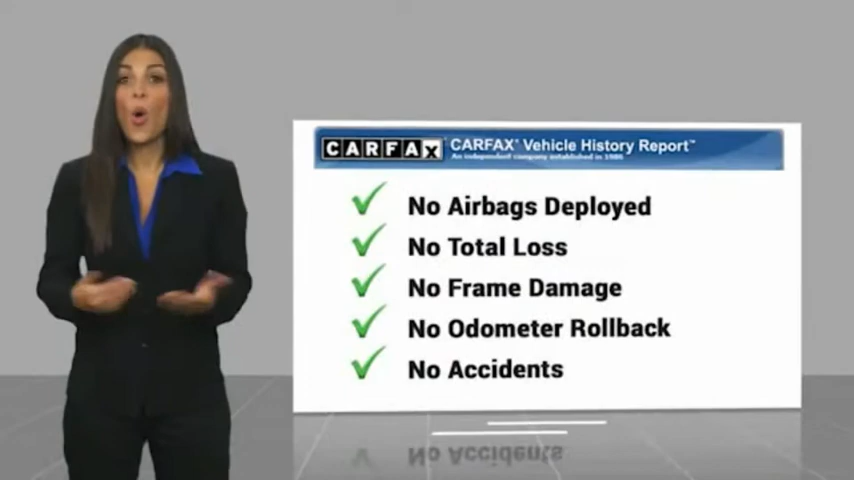 CARFAX CARFAX Vehicle History Report™
An independent company established in 1986
No Airbags Deployed
No Total Loss
No Frame Damage
No Odometer Rollback
No Accidents
No Accidents